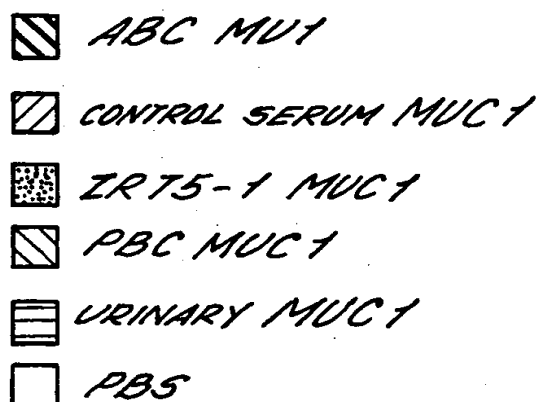 ABC MU1
CONTROL SERUM MUC1
ZR75-1 MUC1
PBC MUC1
URINARY MUC1
PBS